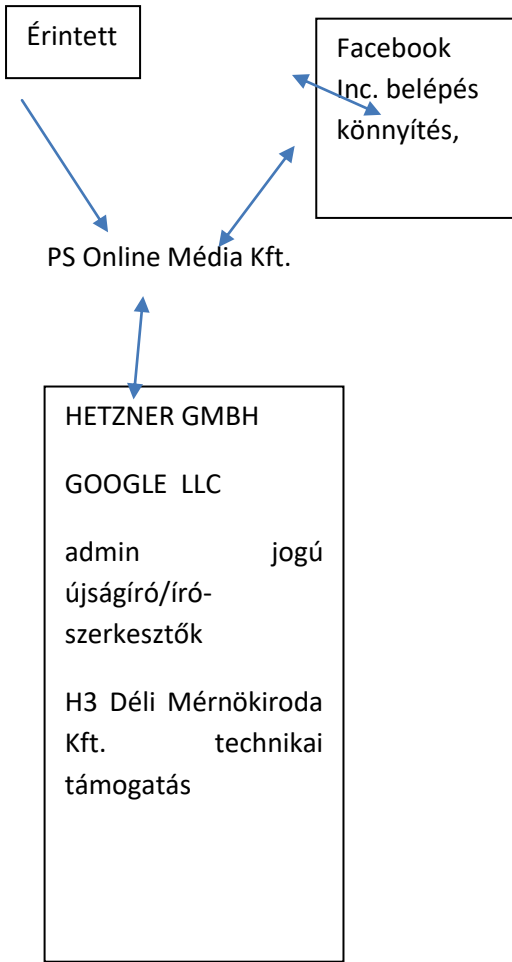 Érintett
Facebook
Inc. belépés
könnyítés,
PS Online Média Kft.
HETZNER GMBH
GOOGLE LLC
admin jogú
újságíró/író-
szerkesztők
H3 Déli Mérnökiroda
Kft. technikai
támogatás